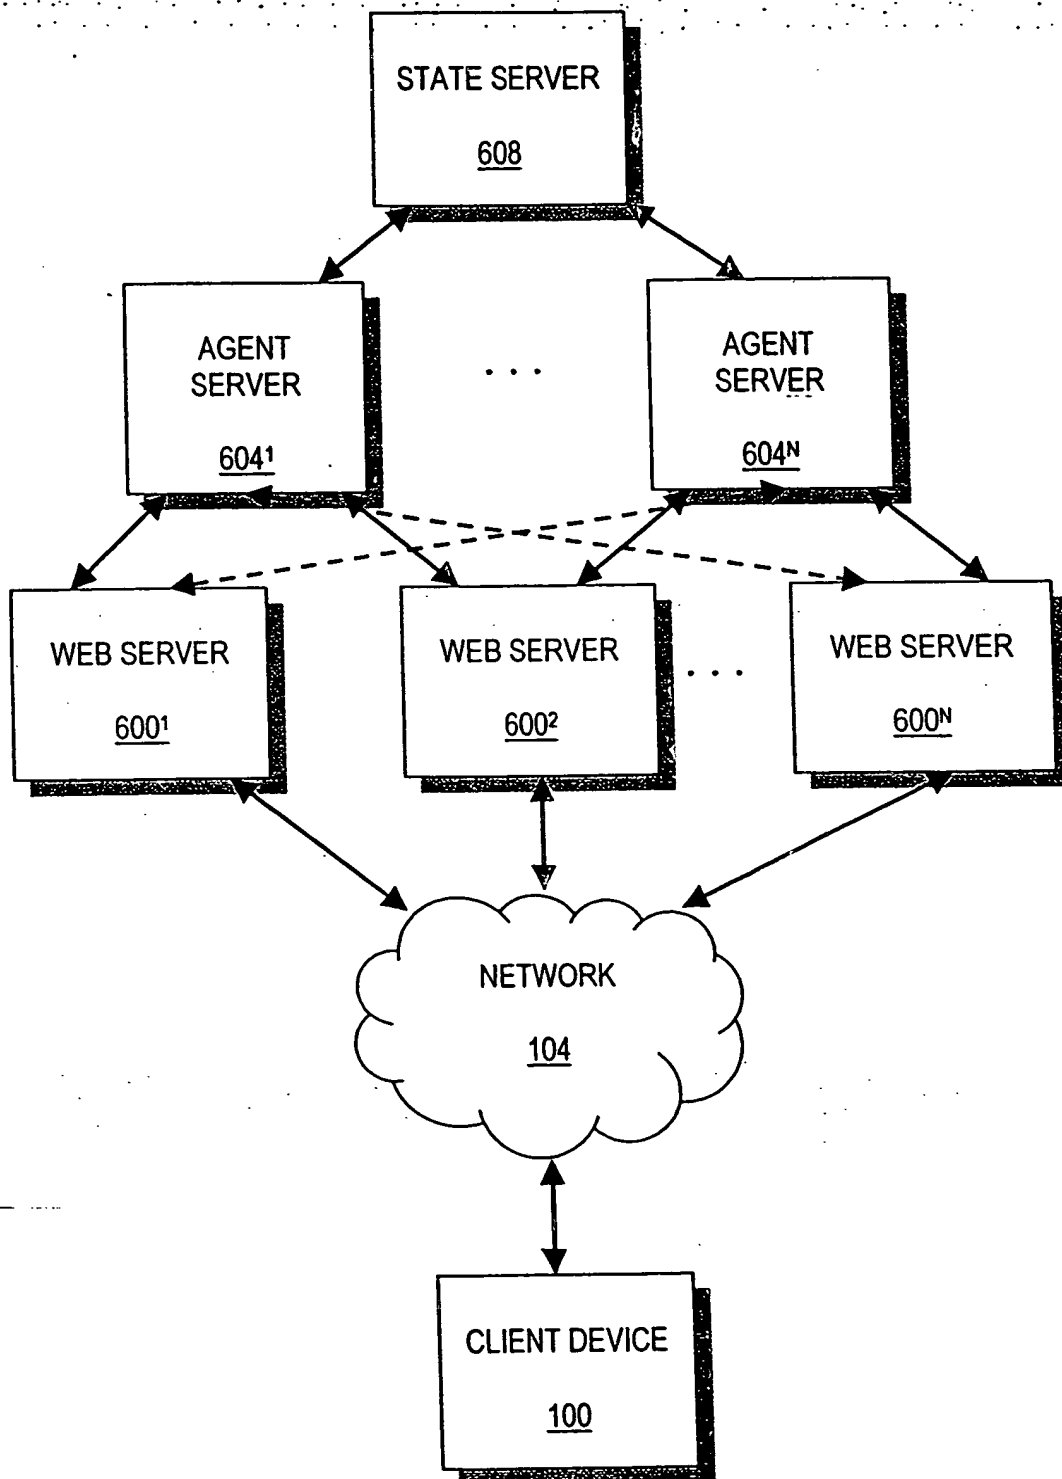 STATE SERVER
608
AGENT
SERVER
604¹
. . .
AGENT
SERVER
604ᴺ
WEB SERVER
600¹
WEB SERVER
600²
. . .
WEB SERVER
600ᴺ
NETWORK
104
CLIENT DEVICE
100